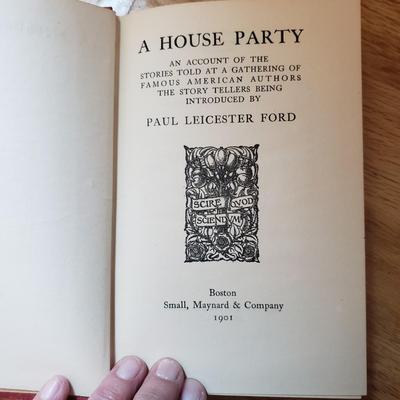 A HOUSE PARTY
AN ACCOUNT OF THE
STORIES TOLD AT A GATHERING OF
FAMOUS AMERICAN AUTHORS
THE STORY TELLERS BEING
INTRODUCED BY
PAUL LEICESTER FORD
SCIRE QVOD
SCIENDVM
Boston
Small, Maynard & Company
1901